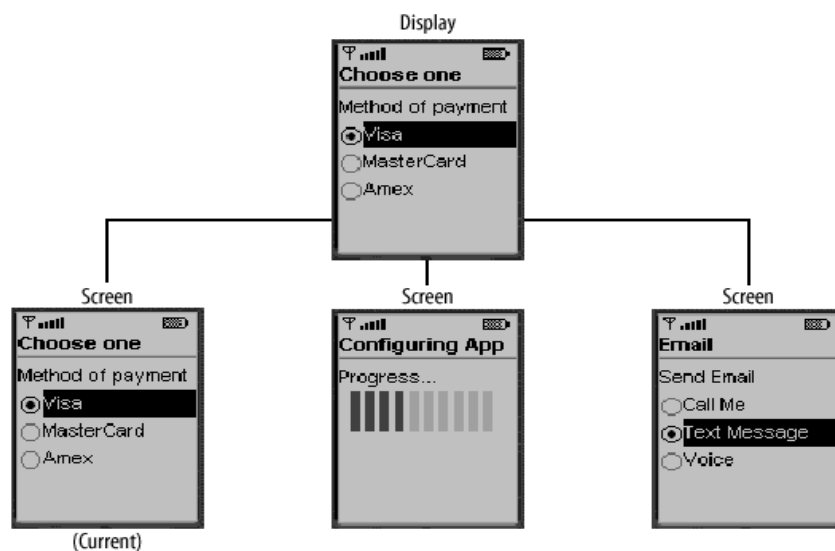 Display
Choose one
Method of payment
Visa
MasterCard
Amex
Screen
Choose one
Method of payment
Visa
MasterCard
Amex
(Current)
Screen
Configuring App
Progress...
Screen
Email
Send Email
Call Me
Text Message
Voice